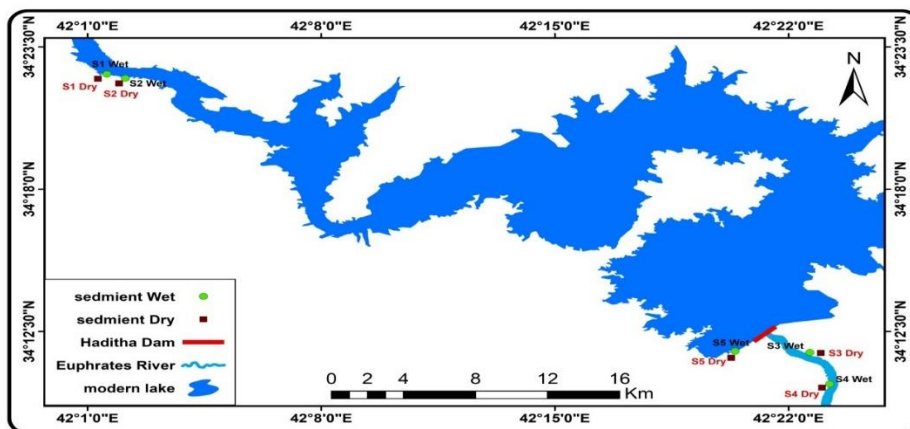 42°1'0"E 42°8'0"E 42°15'0"E 42°22'0"E
34°23'30"N 34°23'30"N
N
S1 Wet
S2 Wet
S1 Dry
S2 Dry
34°18'0"N 34°18'0"N
34°12'30"N 34°12'30"N
S5 Wet S3 Wet
S5 Dry S3 Dry
S4 Wet
S4 Dry
sedmient Wet
sedmient Dry
Haditha Dam
Euphrates River
modern lake
0 2 4 8 12 16 Km
42°1'0"E 42°8'0"E 42°15'0"E 42°22'0"E